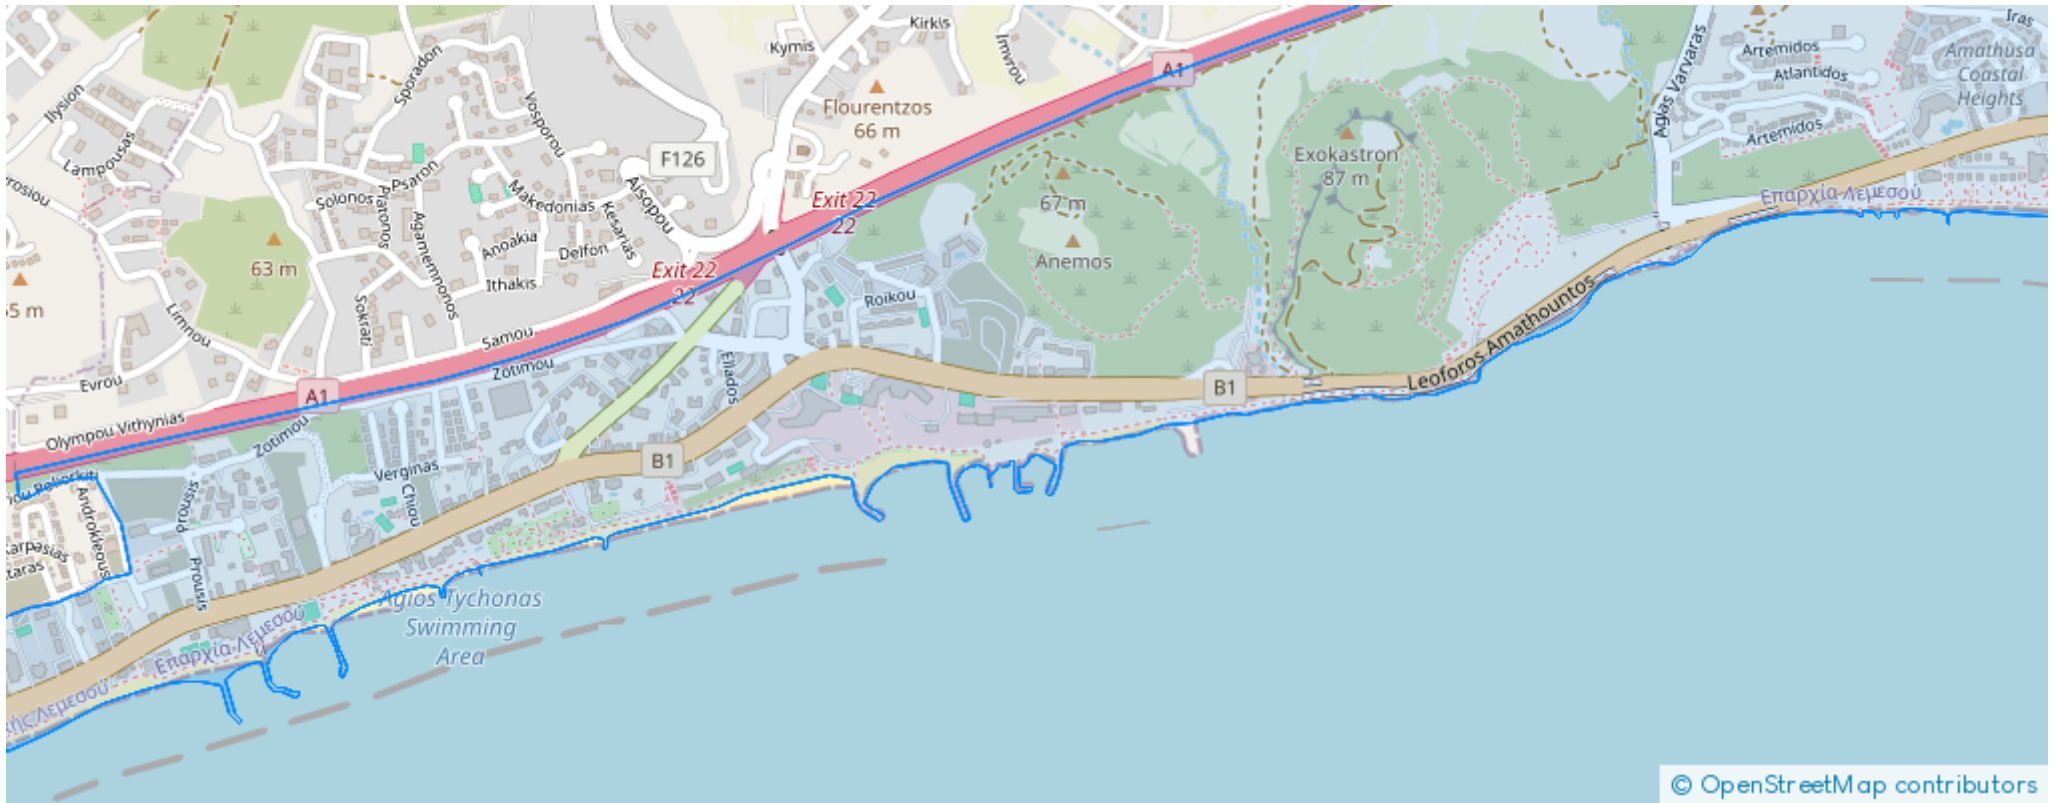 Kirkis
Iras
Kymis
Imvrou
A1
Artemidos
Amathusa
Coastal
Heights
Sporadon
Atlantidos
Ilysion
Vosporou
Flourentzos
66 m
Agias Varvaras
Artemidos
Lampousas
F126
Exokastron
87 m
Psaron
Solonos
Platonos
Makedonias
Aisopou
Kesarias
Exit 22
22
67 m
Επαρχία Λεμεσού
Agamemnonos
Anoakia
Delfon
63 m
Exit 22
22
Anemos
Ithakis
Roikou
Limnou
Sokrati
Samou
Leoforos Amathountos
Zotimou
ElIados
Evrou
A1
B1
Olympou Vithynias
Zotimou
B1
Verginas
Chiou
Androkleous
Prousis
Karpasias
Prousis
Agios Tychonas
Swimming
Area
Επαρχία Λεμεσού
Λεμεσού
© OpenStreetMap contributors